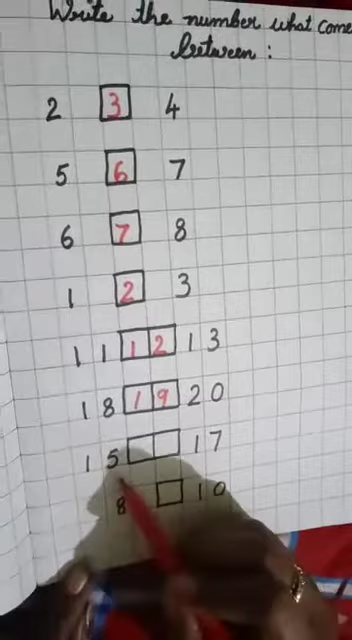 Write the number what come
between :
2 3 4
5 6 7
6 7 8
1 2 3
11 12 13
18 19 20
15 17
8 10